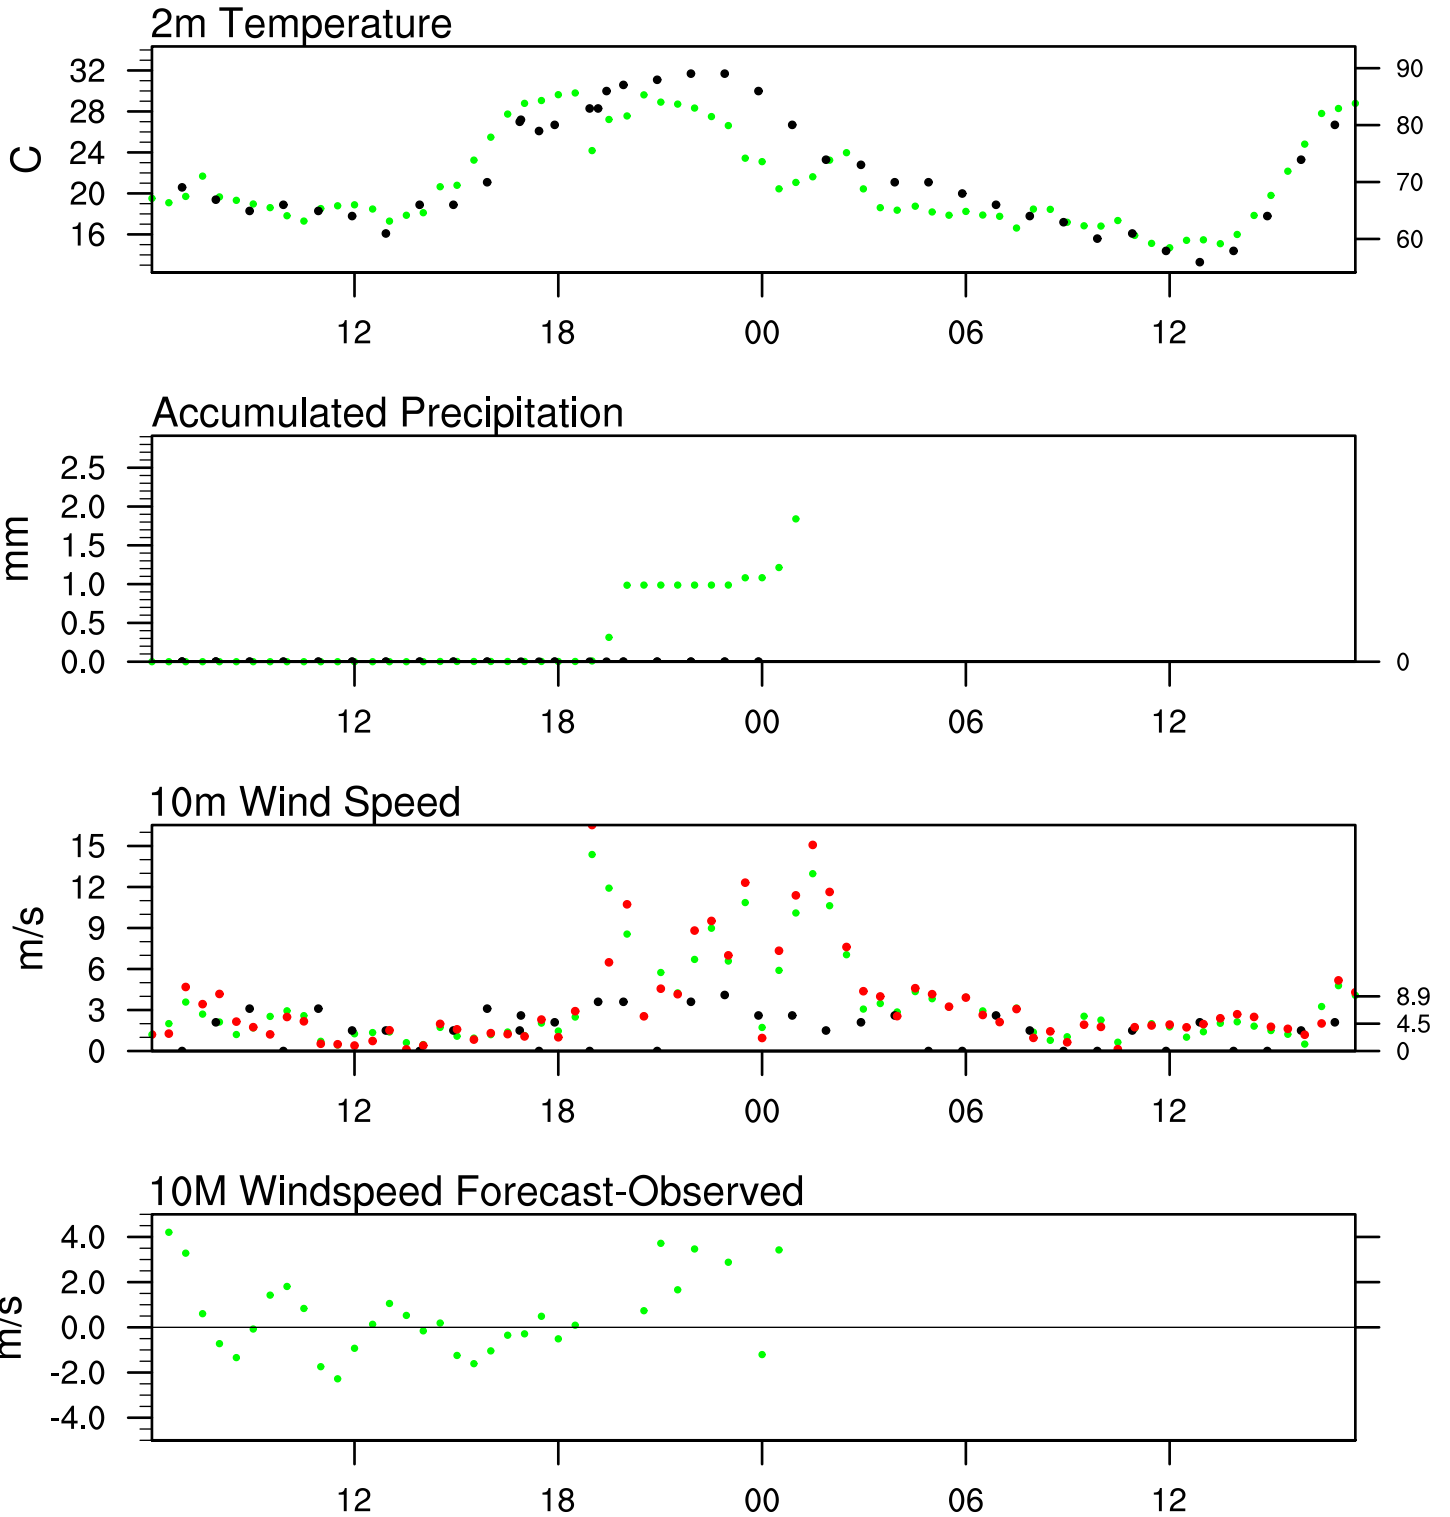 2m Temperature
32
28
24
20
16
C
90
80
70
60
12 18 00 06 12
Accumulated Precipitation
2.5
2.0
1.5
1.0
0.5
0.0
mm
0
12 18 00 06 12
10m Wind Speed
15
12
9
6
3
0
m/s
8.9
4.5
0
12 18 00 06 12
10M Windspeed Forecast-Observed
4.0
2.0
0.0
-2.0
-4.0
m/s
12 18 00 06 12